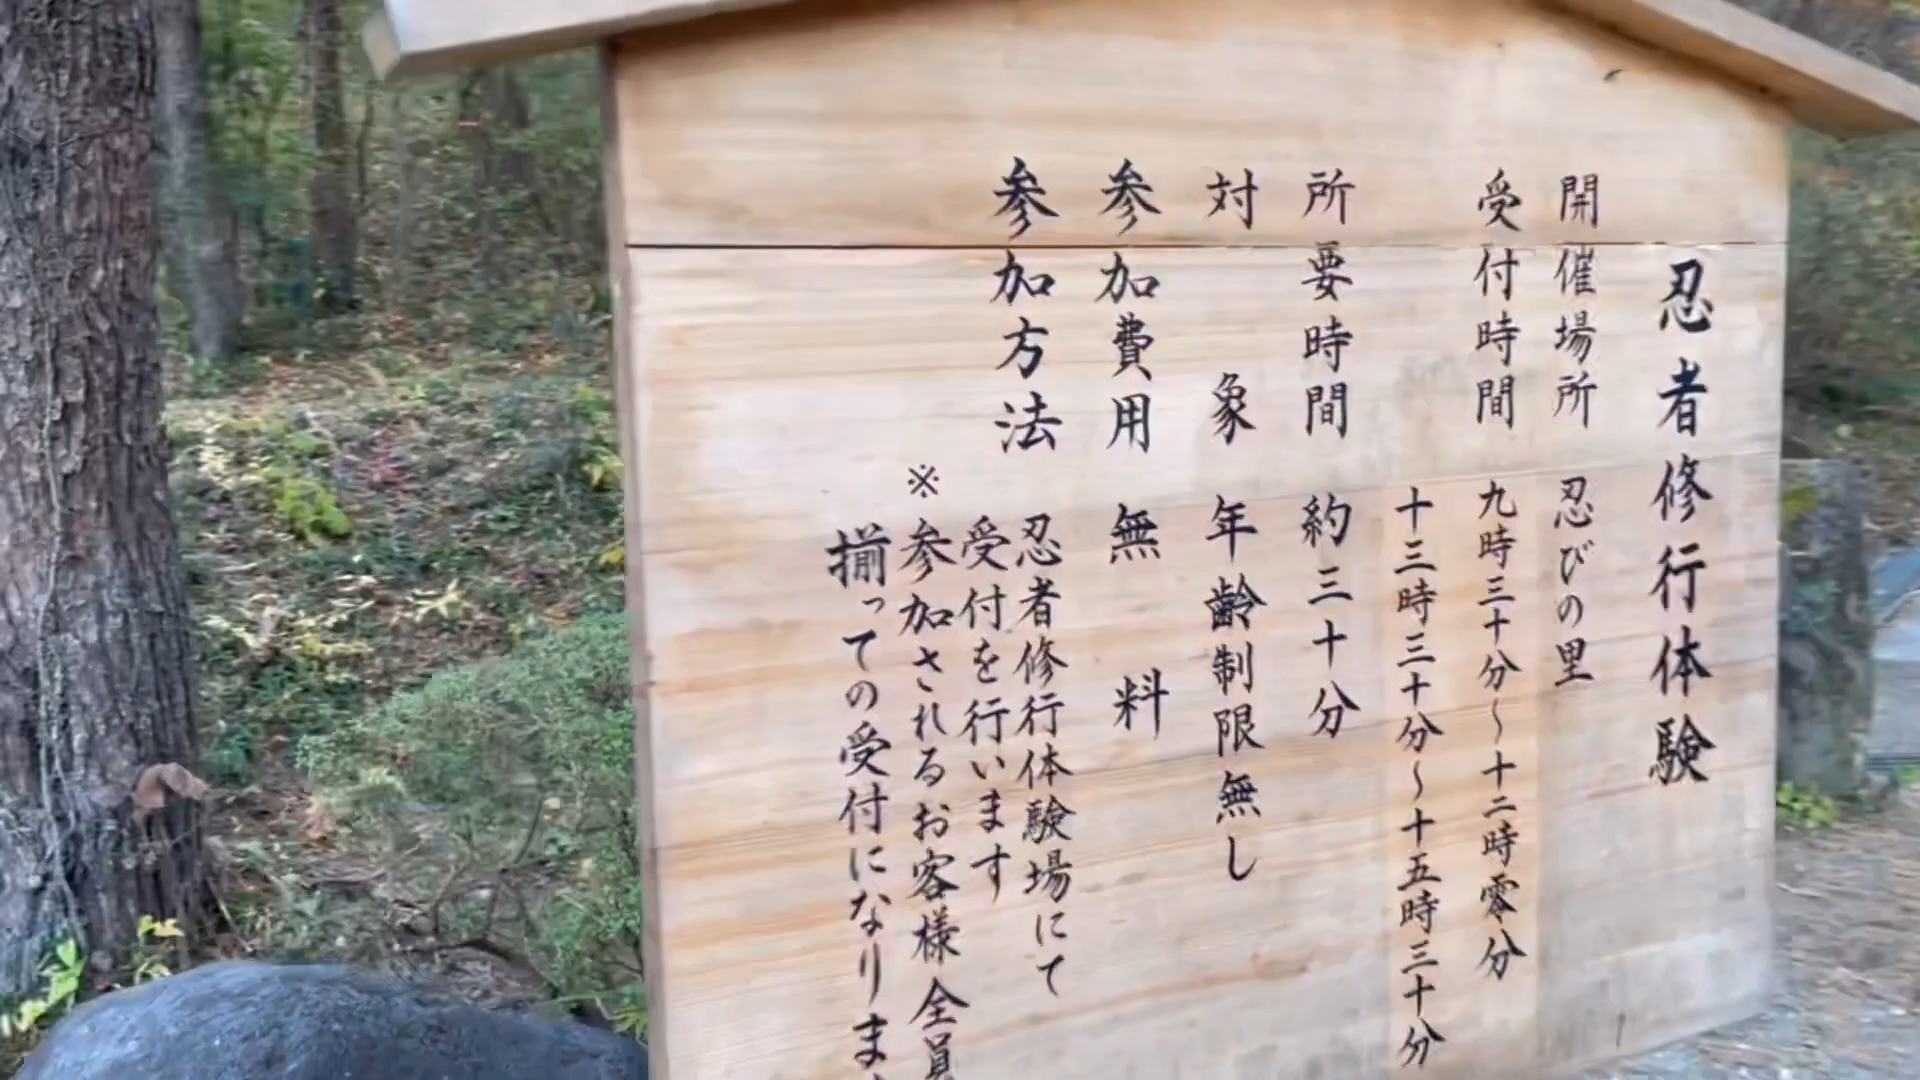 忍者修行体験
開催場所 忍びの里
受付時間 九時三十分～十二時零分
十三時三十分～十五時三十分
所要時間 約三十分
対象 年齢制限無し
参加費用 無料
参加方法 忍者修行体験場にて
受付を行います
※参加されるお客様全員
揃っての受付になりま